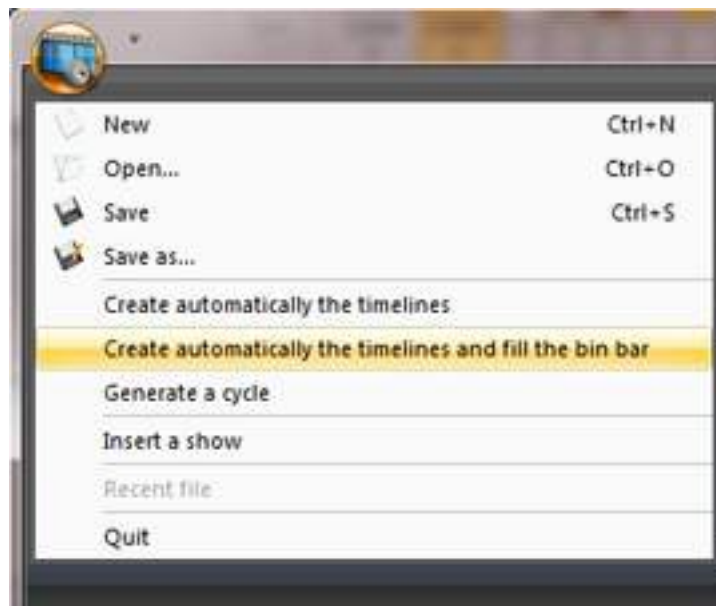 New Ctrl+N
Open... Ctrl+O
Save Ctrl+S
Save as...
Create automatically the timelines
Create automatically the timelines and fill the bin bar
Generate a cycle
Insert a show
Recent file
Quit